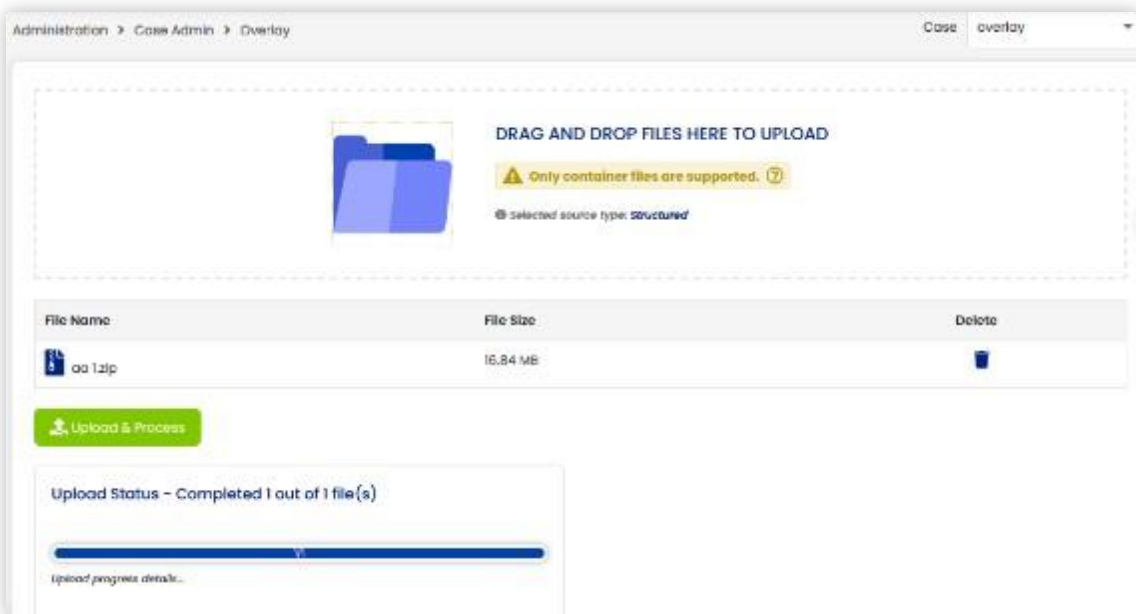 Administration > Case Admin > Overlay
Case overlay
DRAG AND DROP FILES HERE TO UPLOAD
Only container files are supported.
Selected source type: Structured
File Name File Size Delete
aa 1.zip 16.84 MB
Upload & Process
Upload Status - Completed 1 out of 1 file(s)
Upload progress details...